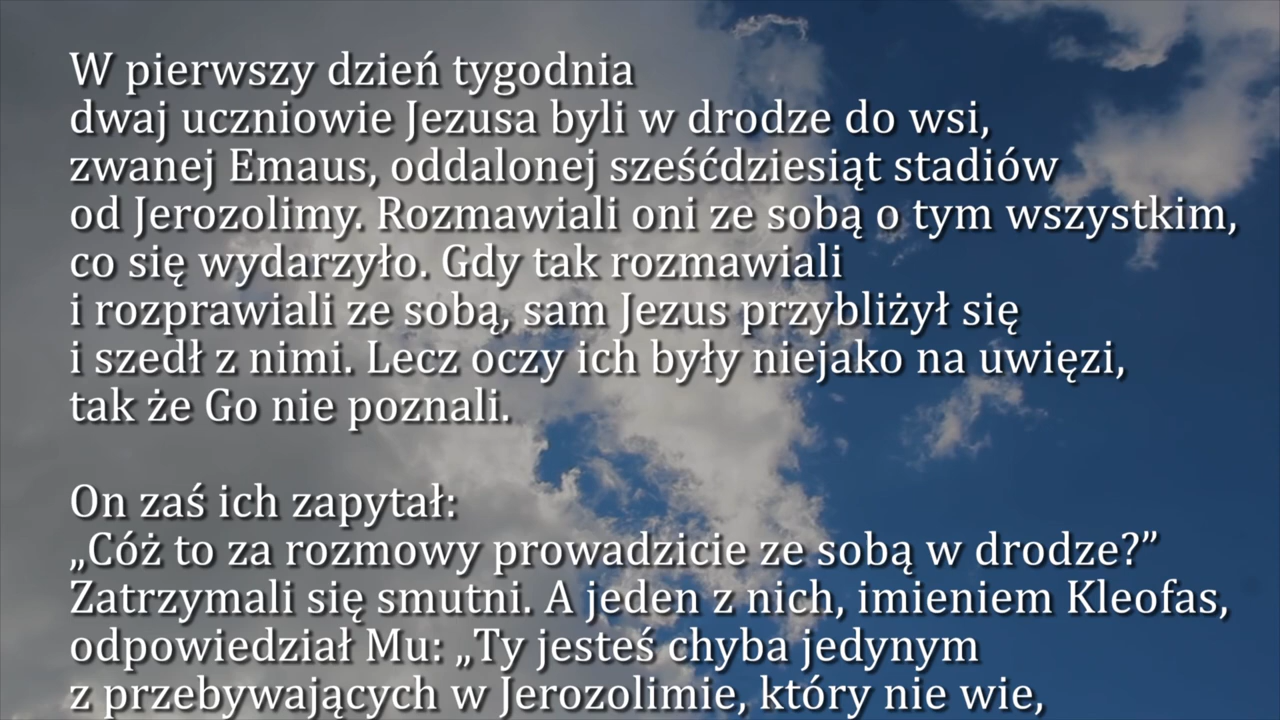 W pierwszy dzień tygodnia
dwaj uczniowie Jezusa byli w drodze do wsi,
zwanej Emaus, oddalonej sześćdziesiąt stadiów
od Jerozolimy. Rozmawiali oni ze sobą o tym wszystkim,
co się wydarzyło. Gdy tak rozmawiali
i rozprawiali ze sobą, sam Jezus przybliżył się
i szedł z nimi. Lecz oczy ich były niejako na uwięzi,
tak że Go nie poznali.
On zaś ich zapytał:
„Cóż to za rozmowy prowadzicie ze sobą w drodze?”
Zatrzymali się smutni. A jeden z nich, imieniem Kleofas,
odpowiedział Mu: „Ty jesteś chyba jedynym
z przebywających w Jerozolimie, który nie wie,